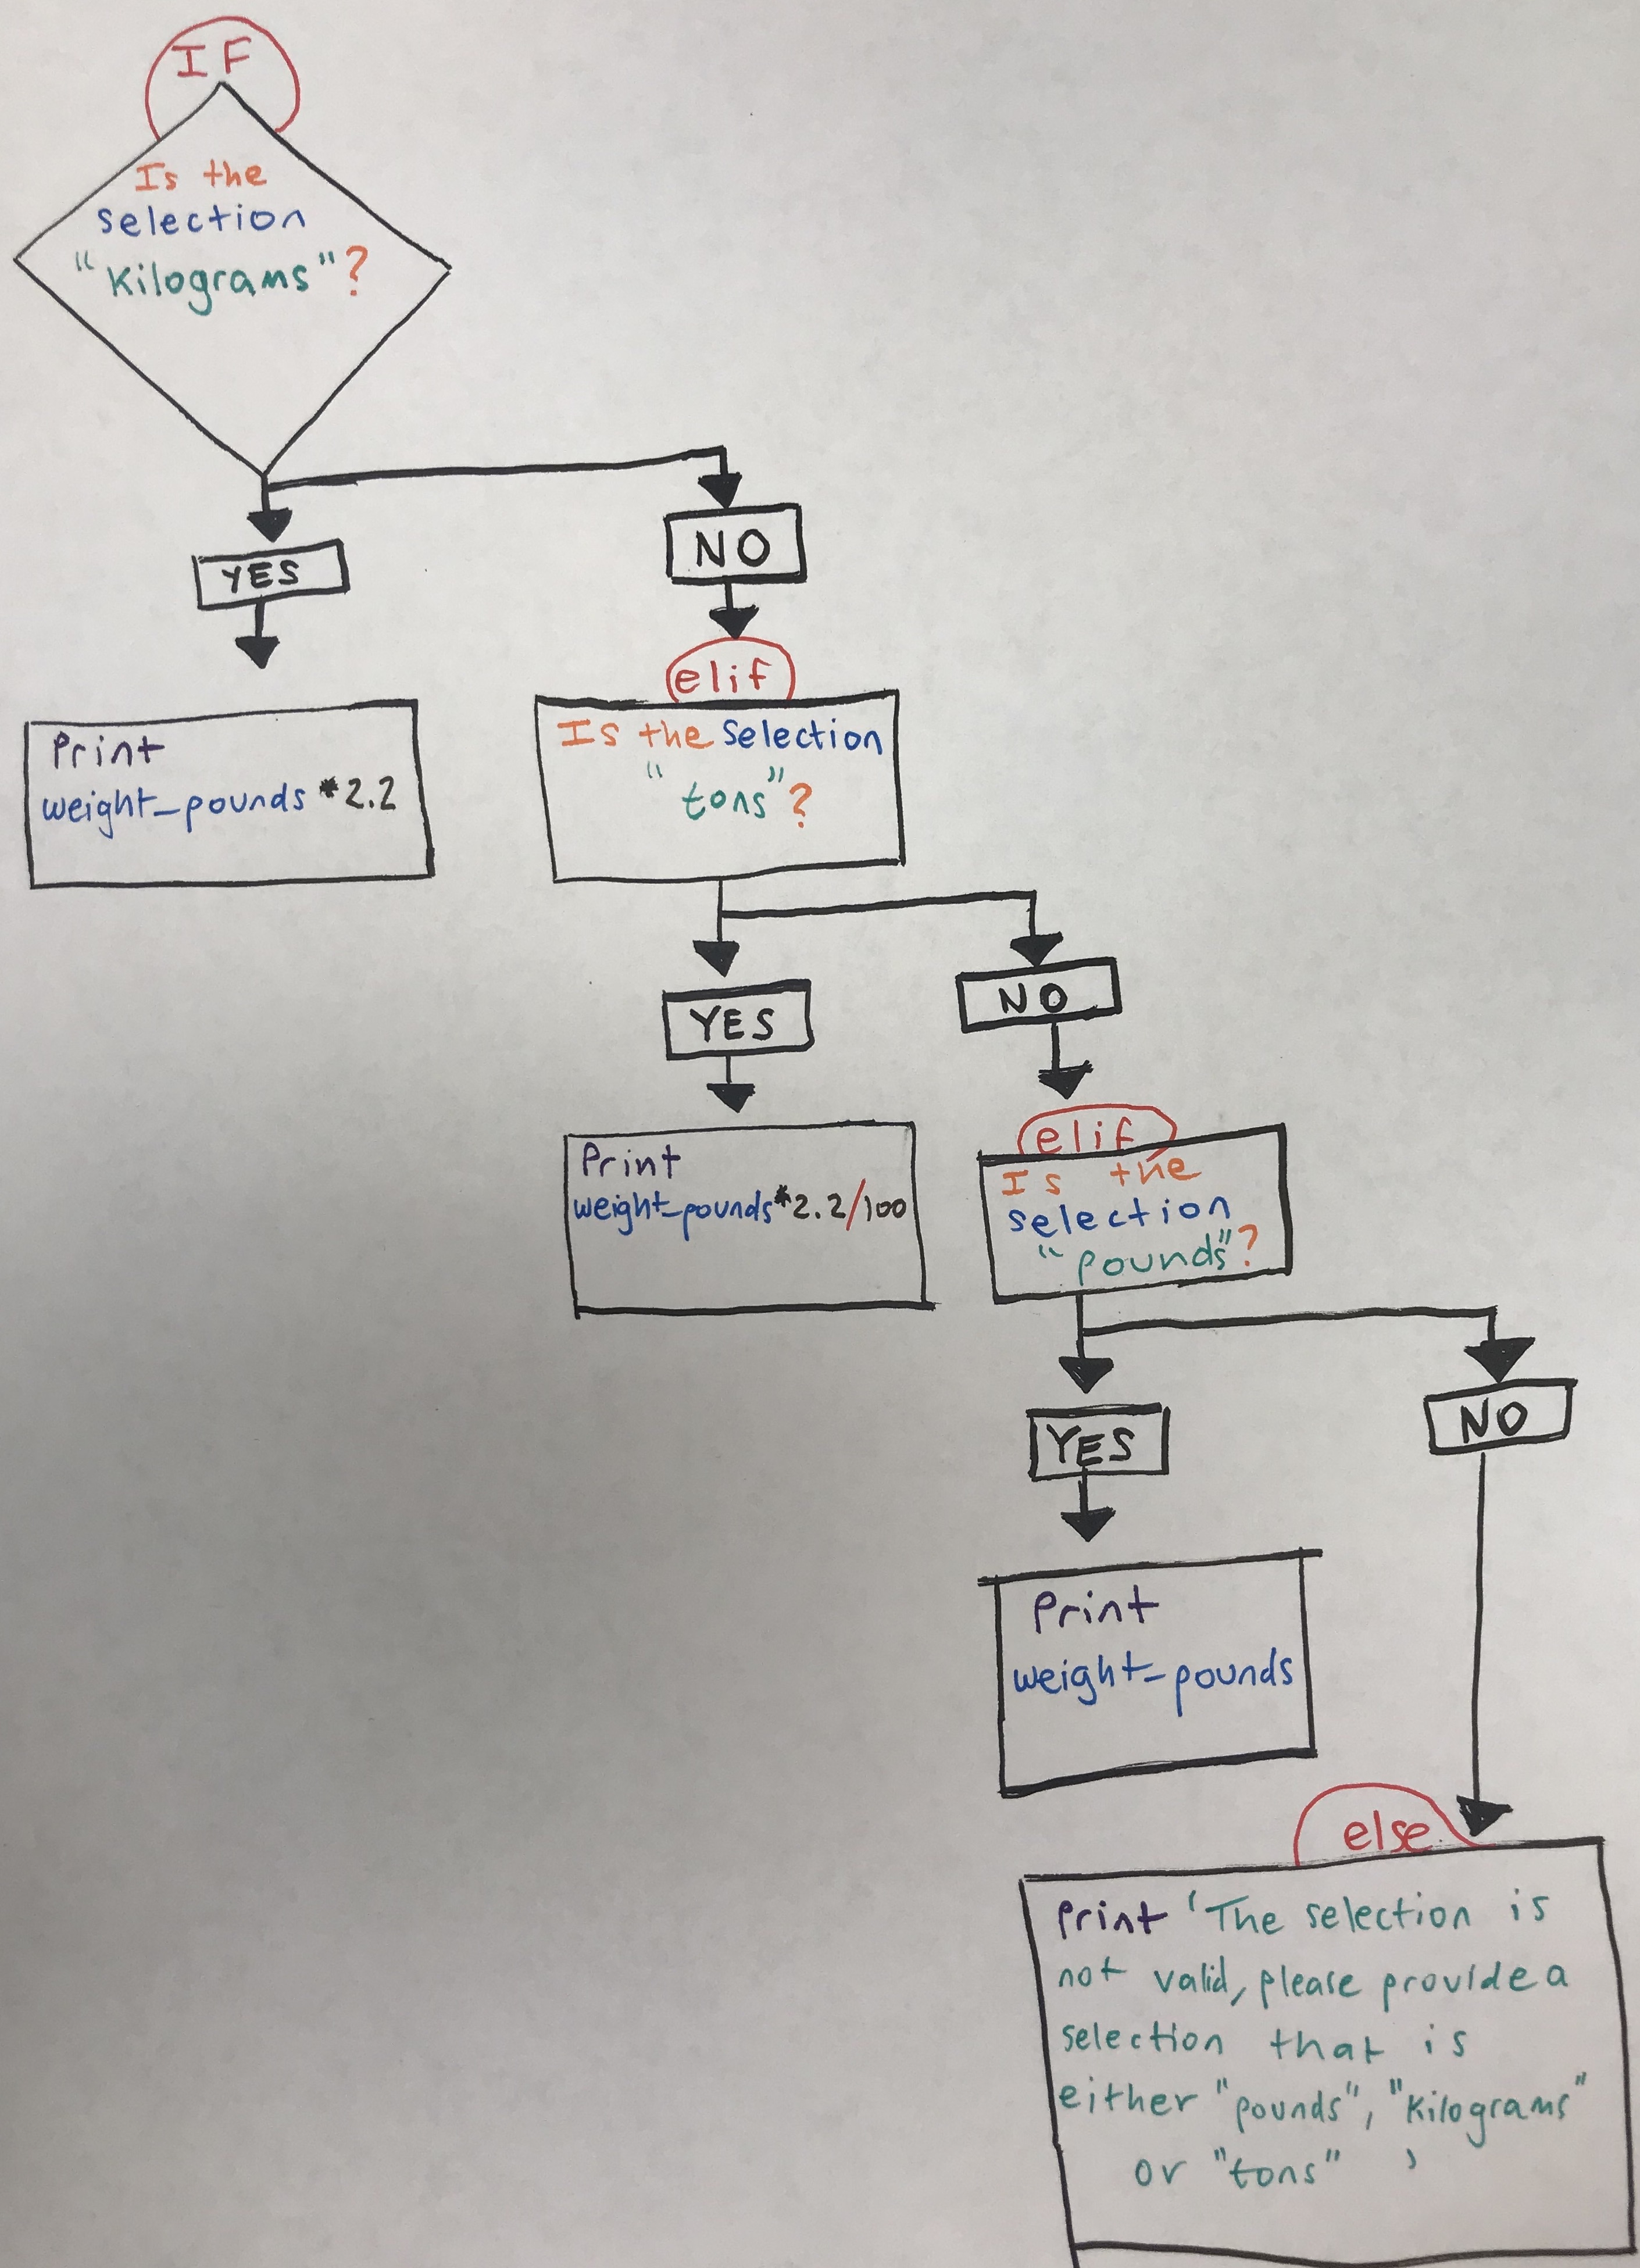 IF
Is the
selection
"Kilograms"?
YES
NO
Print
weight_pounds *2.2
elif
Is the selection
"tons"?
YES
NO
Print
weight_pounds*2.2/100
elif
Is the
selection
"pounds"?
YES
NO
Print
weight_pounds
else
Print 'The selection is
not valid, please provide a
selection that is
either "pounds", "Kilograms"
or "tons" '